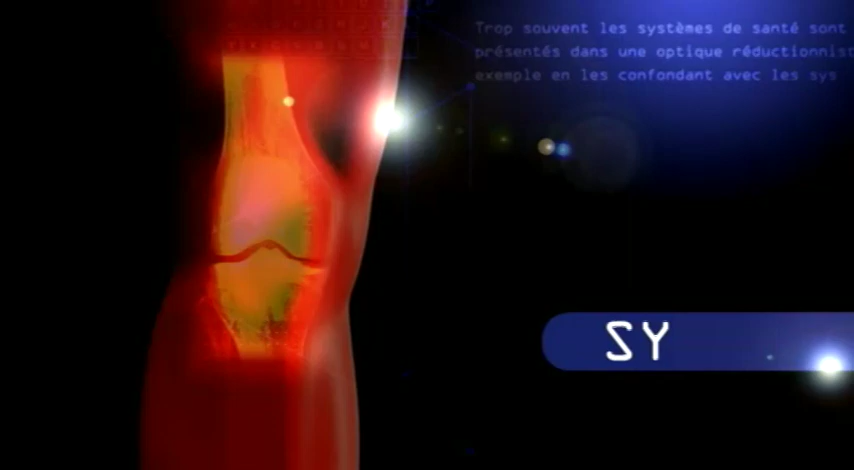 Trop souvent les systèmes de santé sont
présentés dans une optique réductionnist
exemple en les confondant avec les sys
SY